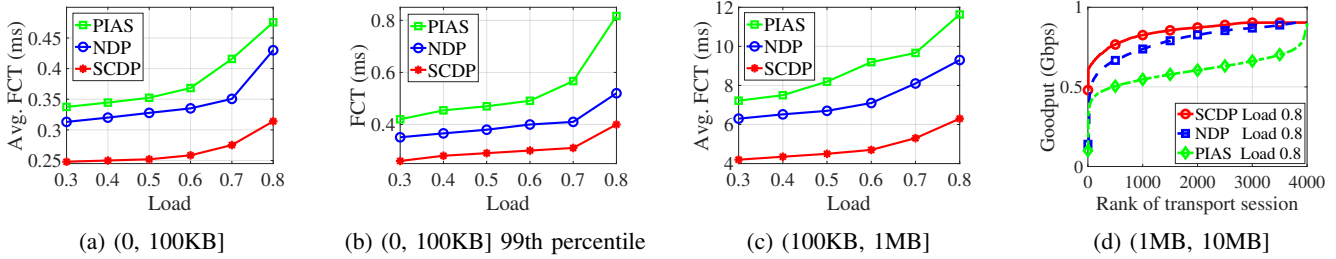 Avg. FCT (ms)
0.45
0.4
0.35
0.3
0.25
PIAS
NDP
SCDP
0.3 0.4 0.5 0.6 0.7 0.8
Load
(a) (0, 100KB]
FCT (ms)
0.8
0.6
0.4
PIAS
NDP
SCDP
0.3 0.4 0.5 0.6 0.7 0.8
Load
(b) (0, 100KB] 99th percentile
Avg. FCT (ms)
12
10
8
6
4
PIAS
NDP
SCDP
0.3 0.4 0.5 0.6 0.7 0.8
Load
(c) (100KB, 1MB]
Goodput (Gbps)
1
0.5
0
SCDP Load 0.8
NDP Load 0.8
PIAS Load 0.8
0 1000 2000 3000 4000
Rank of transport session
(d) (1MB, 10MB]